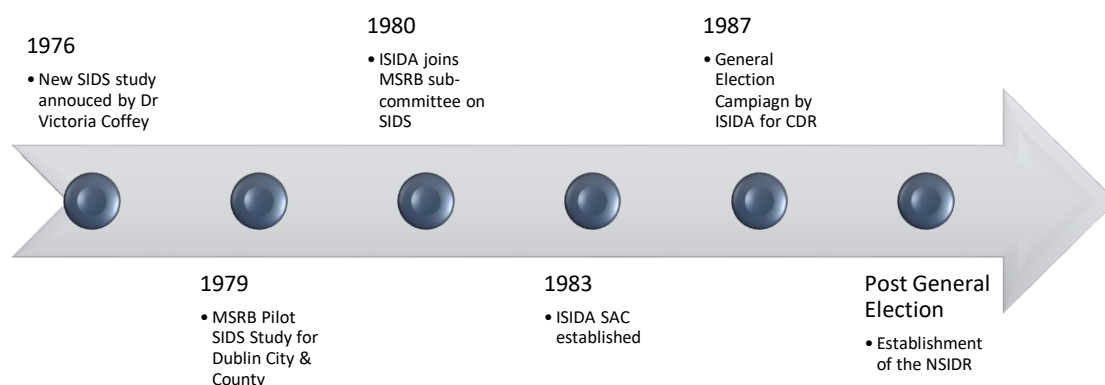 1976
• New SIDS study
annouced by Dr
Victoria Coffey
1979
• MSRB Pilot
SIDS Study for
Dublin City &
County
1980
• ISIDA joins
MSRB sub-
committee on
SIDS
1983
• ISIDA SAC
established
1987
• General
Election
Campiagn by
ISIDA for CDR
Post General
Election
• Establishment
of the NSIDR